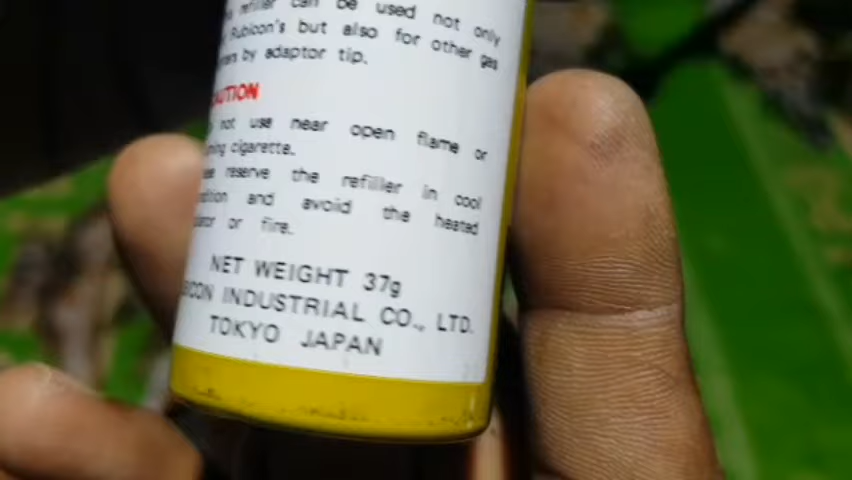 refiller can be used not only
Rubicon's but also for other gas
by adaptor tip.
CAUTION
not use near open flame or
cigarette.
reserve the refiller in cool
and avoid the heated
or fire.
NET WEIGHT 37g
INDUSTRIAL CO., LTD.
TOKYO JAPAN